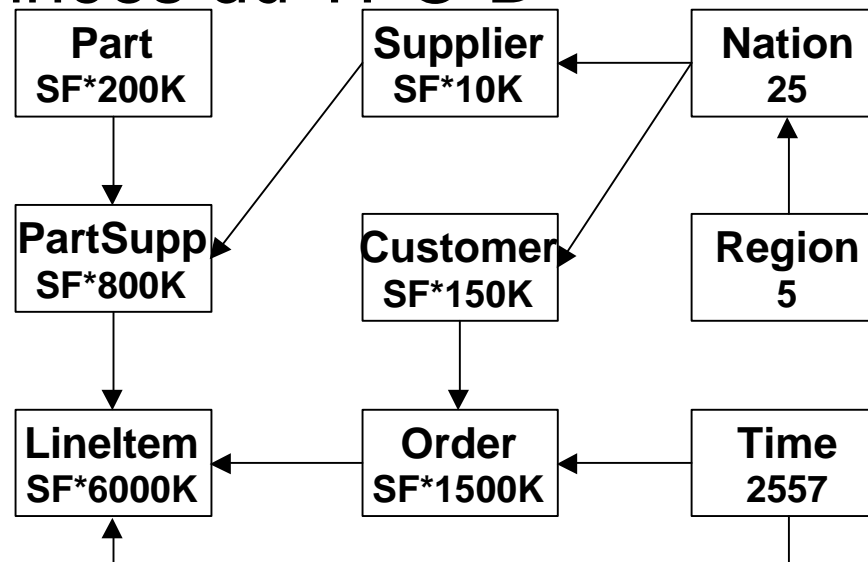 Part
SF*200K
Supplier
SF*10K
Nation
25
PartSupp
SF*800K
Customer
SF*150K
Region
5
LineItem
SF*6000K
Order
SF*1500K
Time
2557